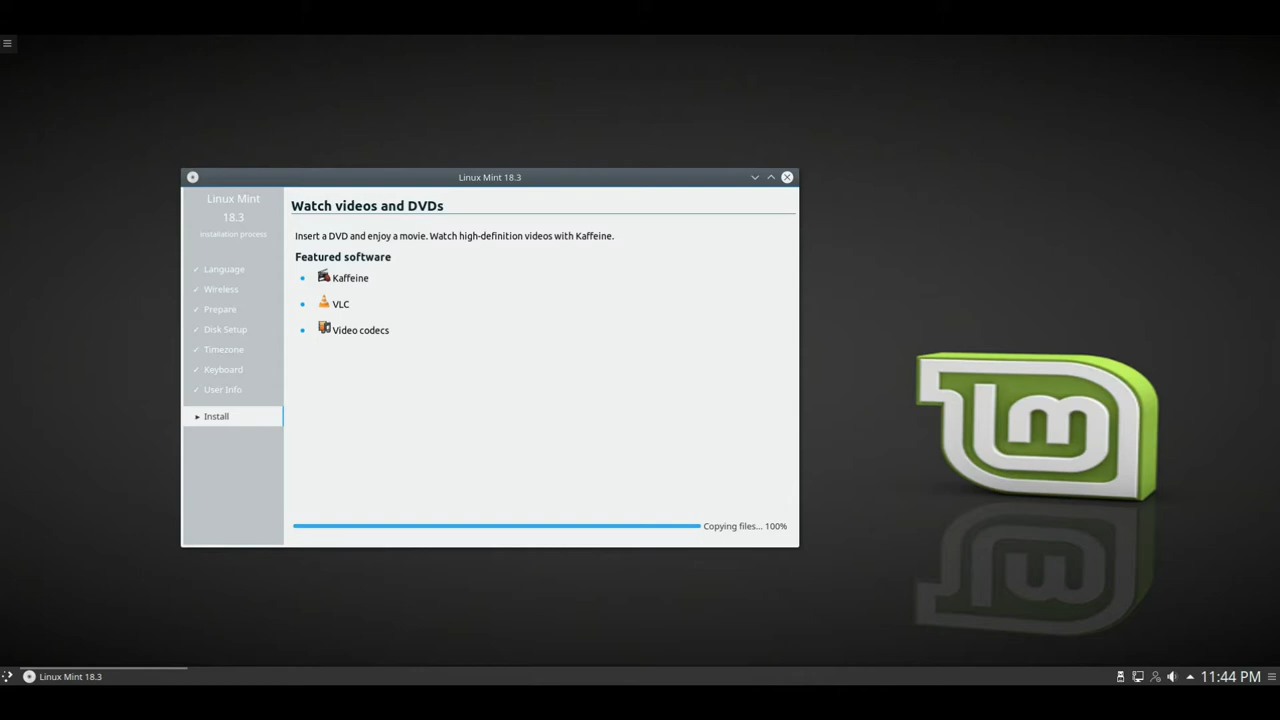 Linux Mint 18.3
Linux Mint
18.3
Installation process
✓ Language
✓ Wireless
✓ Prepare
✓ Disk Setup
✓ Timezone
✓ Keyboard
✓ User Info
▸ Install
Watch videos and DVDs
Insert a DVD and enjoy a movie. Watch high-definition videos with Kaffeine.
Featured software
Kaffeine
VLC
Video codecs
Copying files... 100%
lm
Linux Mint 18.3
11:44 PM